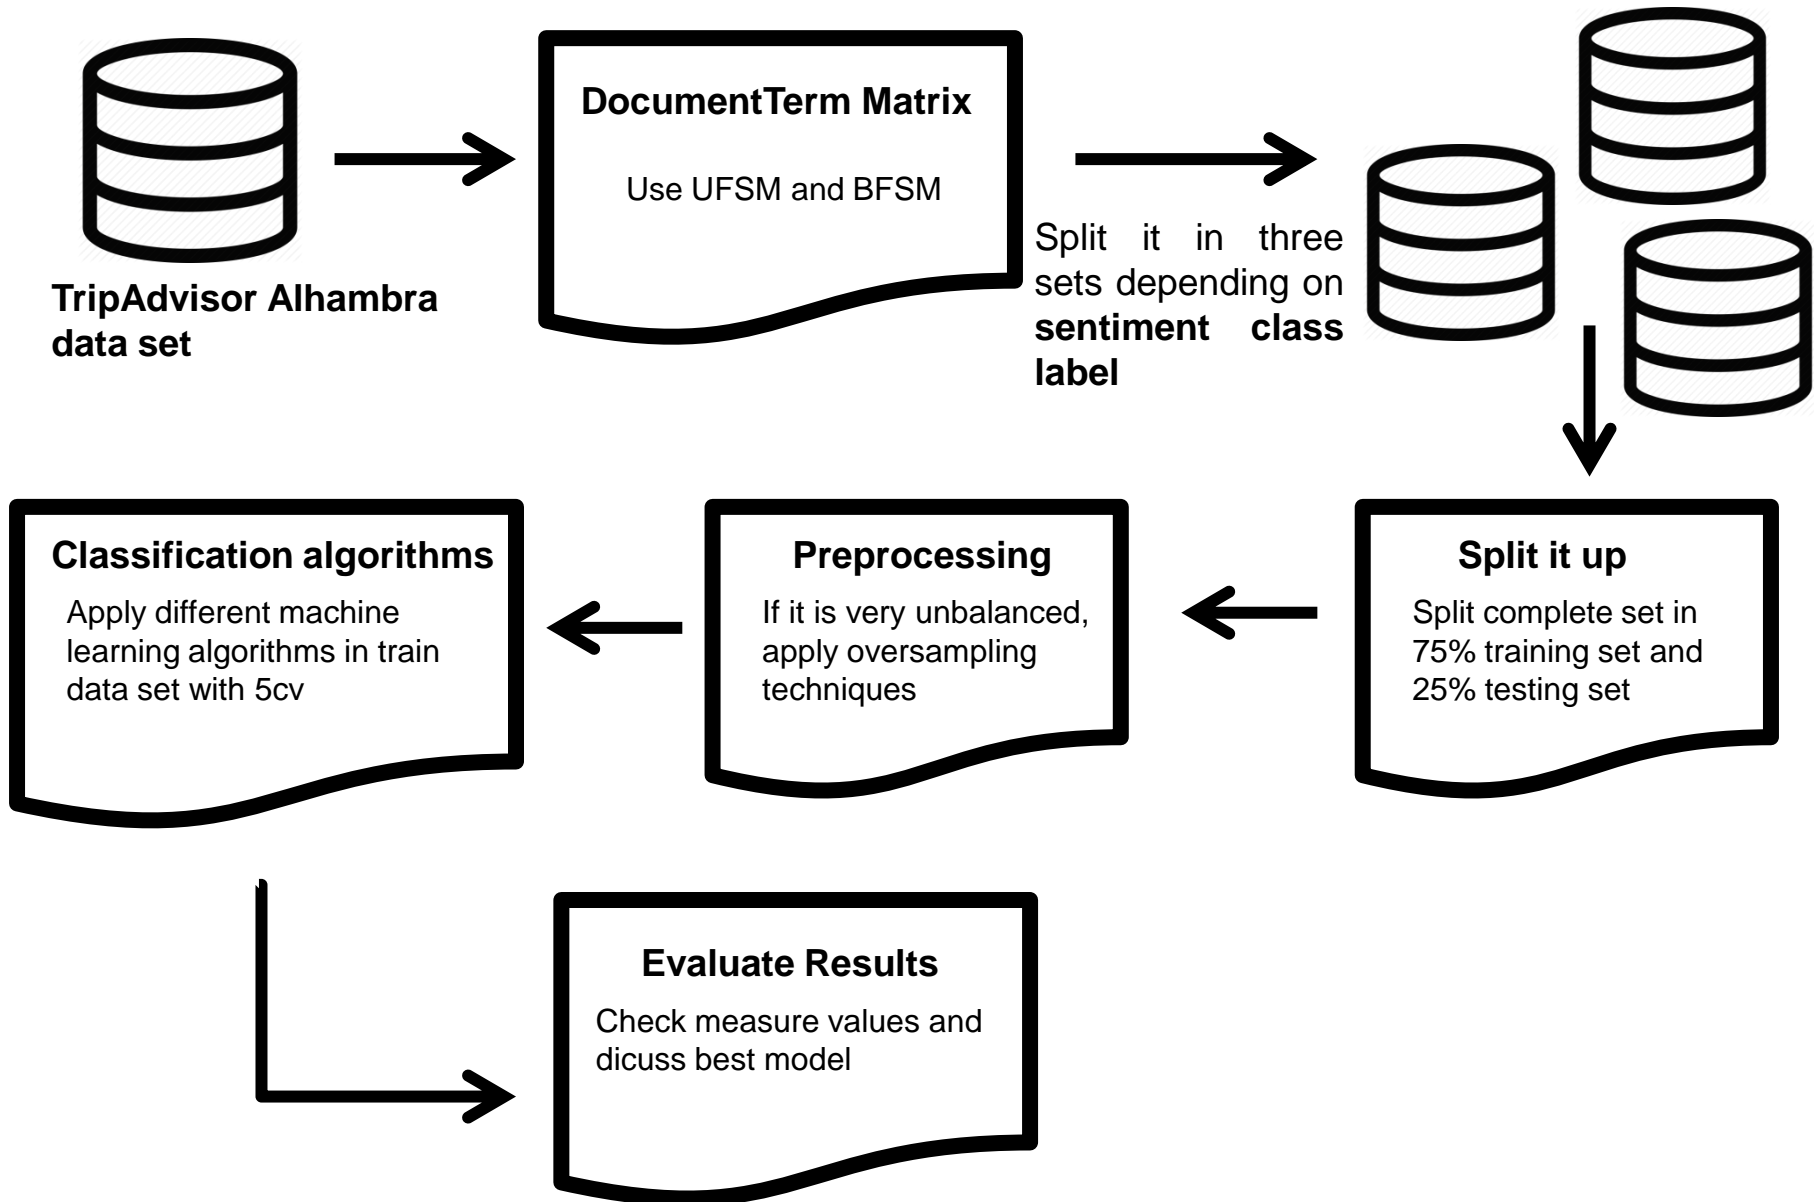 TripAdvisor Alhambra
data set
DocumentTerm Matrix
Use UFSM and BFSM
Split it in three
sets depending on
sentiment class
label
Split it up
Split complete set in
75% training set and
25% testing set
Preprocessing
If it is very unbalanced,
apply oversampling
techniques
Classification algorithms
Apply different machine
learning algorithms in train
data set with 5cv
Evaluate Results
Check measure values and
dicuss best model